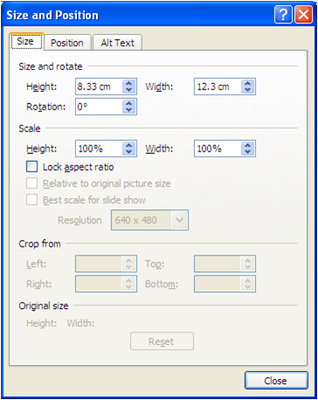 Size and Position
Size Position Alt Text
Size and rotate
Height: 8.33 cm Width: 12.3 cm
Rotation: 0°
Scale
Height: 100% Width: 100%
Lock aspect ratio
Relative to original picture size
Best scale for slide show
Resolution 640 x 480
Crop from
Left: Top:
Right: Bottom:
Original size
Height: Width:
Reset
Close